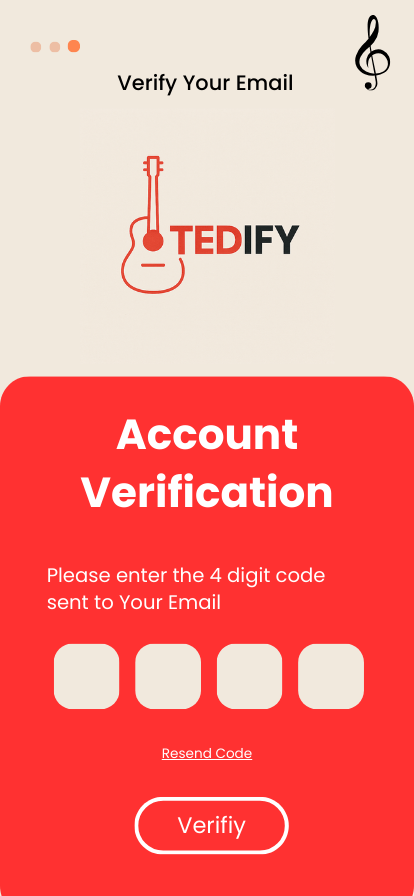 Verify Your Email
TEDIFY
Account
Verification
Please enter the 4 digit code
sent to Your Email
Resend Code
Verifiy